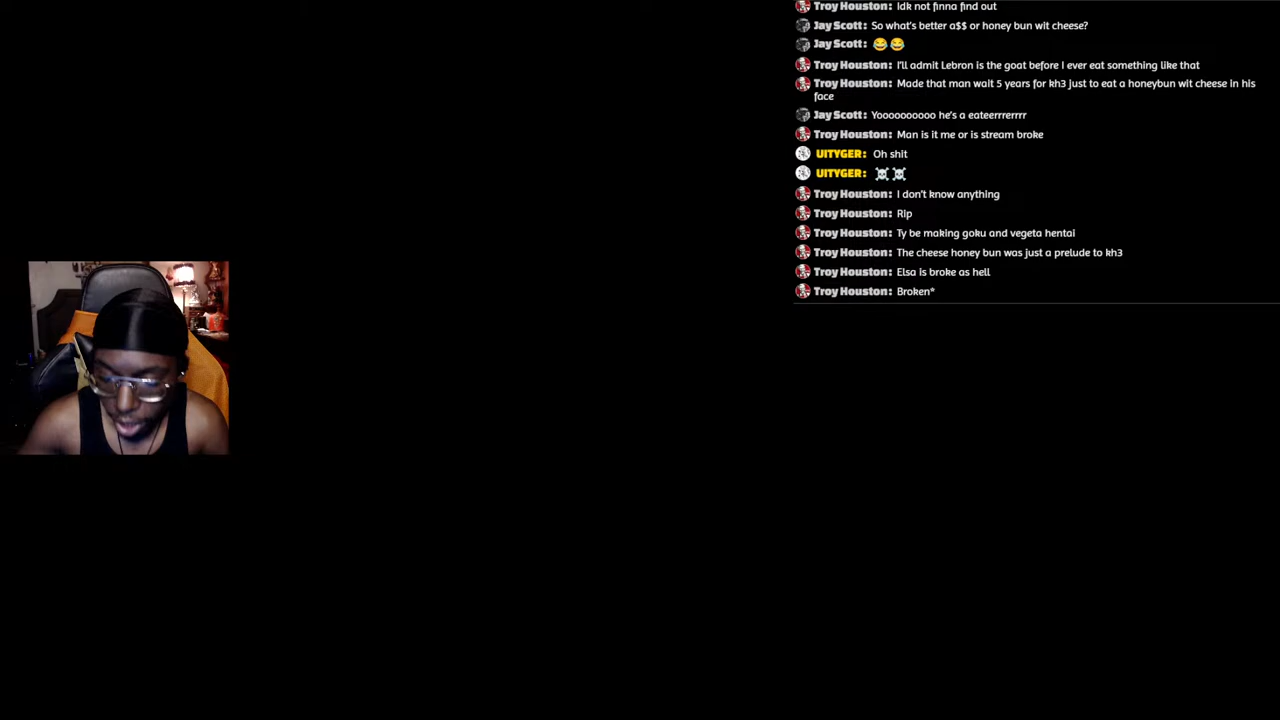 Troy Houston: Idk not finna find out
Jay Scott: So what's better a$$ or honey bun wit cheese?
Jay Scott: 😂😂
Troy Houston: I'll admit Lebron is the goat before I ever eat something like that
Troy Houston: Made that man wait 5 years for kh3 just to eat a honeybun wit cheese in his
face
Jay Scott: Yoooooooooo he's a eateerrrerrrr
Troy Houston: Man is it me or is stream broke
UITYGER: Oh shit
UITYGER: ☠️☠️
Troy Houston: I don't know anything
Troy Houston: Rip
Troy Houston: Ty be making goku and vegeta hentai
Troy Houston: The cheese honey bun was just a prelude to kh3
Troy Houston: Elsa is broke as hell
Troy Houston: Broken*